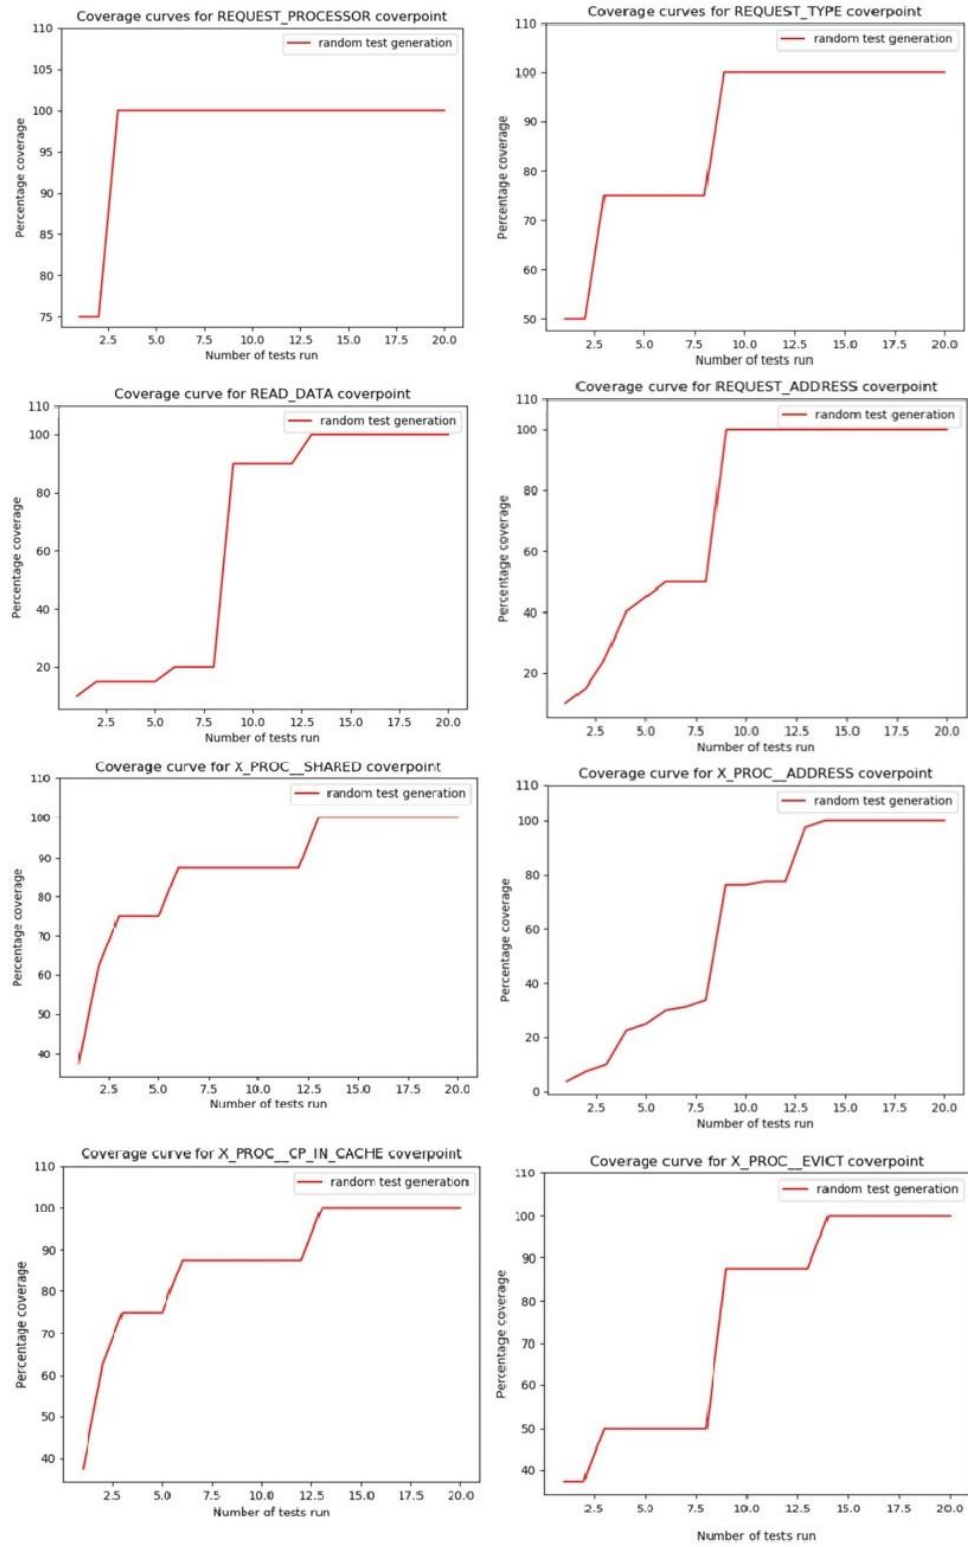 Coverage curves for REQUEST_PROCESSOR coverpoint
random test generation
110
105
100
95
90
85
80
75
Percentage coverage
2.5 5.0 7.5 10.0 12.5 15.0 17.5 20.0
Number of tests run
Coverage curves for REQUEST_TYPE coverpoint
random test generation
110
100
90
80
70
60
50
Percentage coverage
2.5 5.0 7.5 10.0 12.5 15.0 17.5 20.0
Number of tests run
Coverage curve for READ_DATA coverpoint
random test generation
110
100
80
60
40
20
Percentage coverage
2.5 5.0 7.5 10.0 12.5 15.0 17.5 20.0
Number of tests run
Coverage curve for REQUEST_ADDRESS coverpoint
random test generation
110
100
80
60
40
20
Percentage coverage
2.5 5.0 7.5 10.0 12.5 15.0 17.5 20.0
Number of tests run
Coverage curve for X_PROC__SHARED coverpoint
random test generation
110
100
90
80
70
60
50
40
Percentage coverage
2.5 5.0 7.5 10.0 12.5 15.0 17.5 20.0
Number of tests run
Coverage curve for X_PROC__ADDRESS coverpoint
random test generation
110
100
80
60
40
20
0
Percentage coverage
2.5 5.0 7.5 10.0 12.5 15.0 17.5 20.0
Number of tests run
Coverage curve for X_PROC__CP_IN_CACHE coverpoint
random test generation
110
100
90
80
70
60
50
40
Percentage coverage
2.5 5.0 7.5 10.0 12.5 15.0 17.5 20.0
Number of tests run
Coverage curve for X_PROC__EVICT coverpoint
random test generation
110
100
90
80
70
60
50
40
Percentage coverage
2.5 5.0 7.5 10.0 12.5 15.0 17.5 20.0
Number of tests run